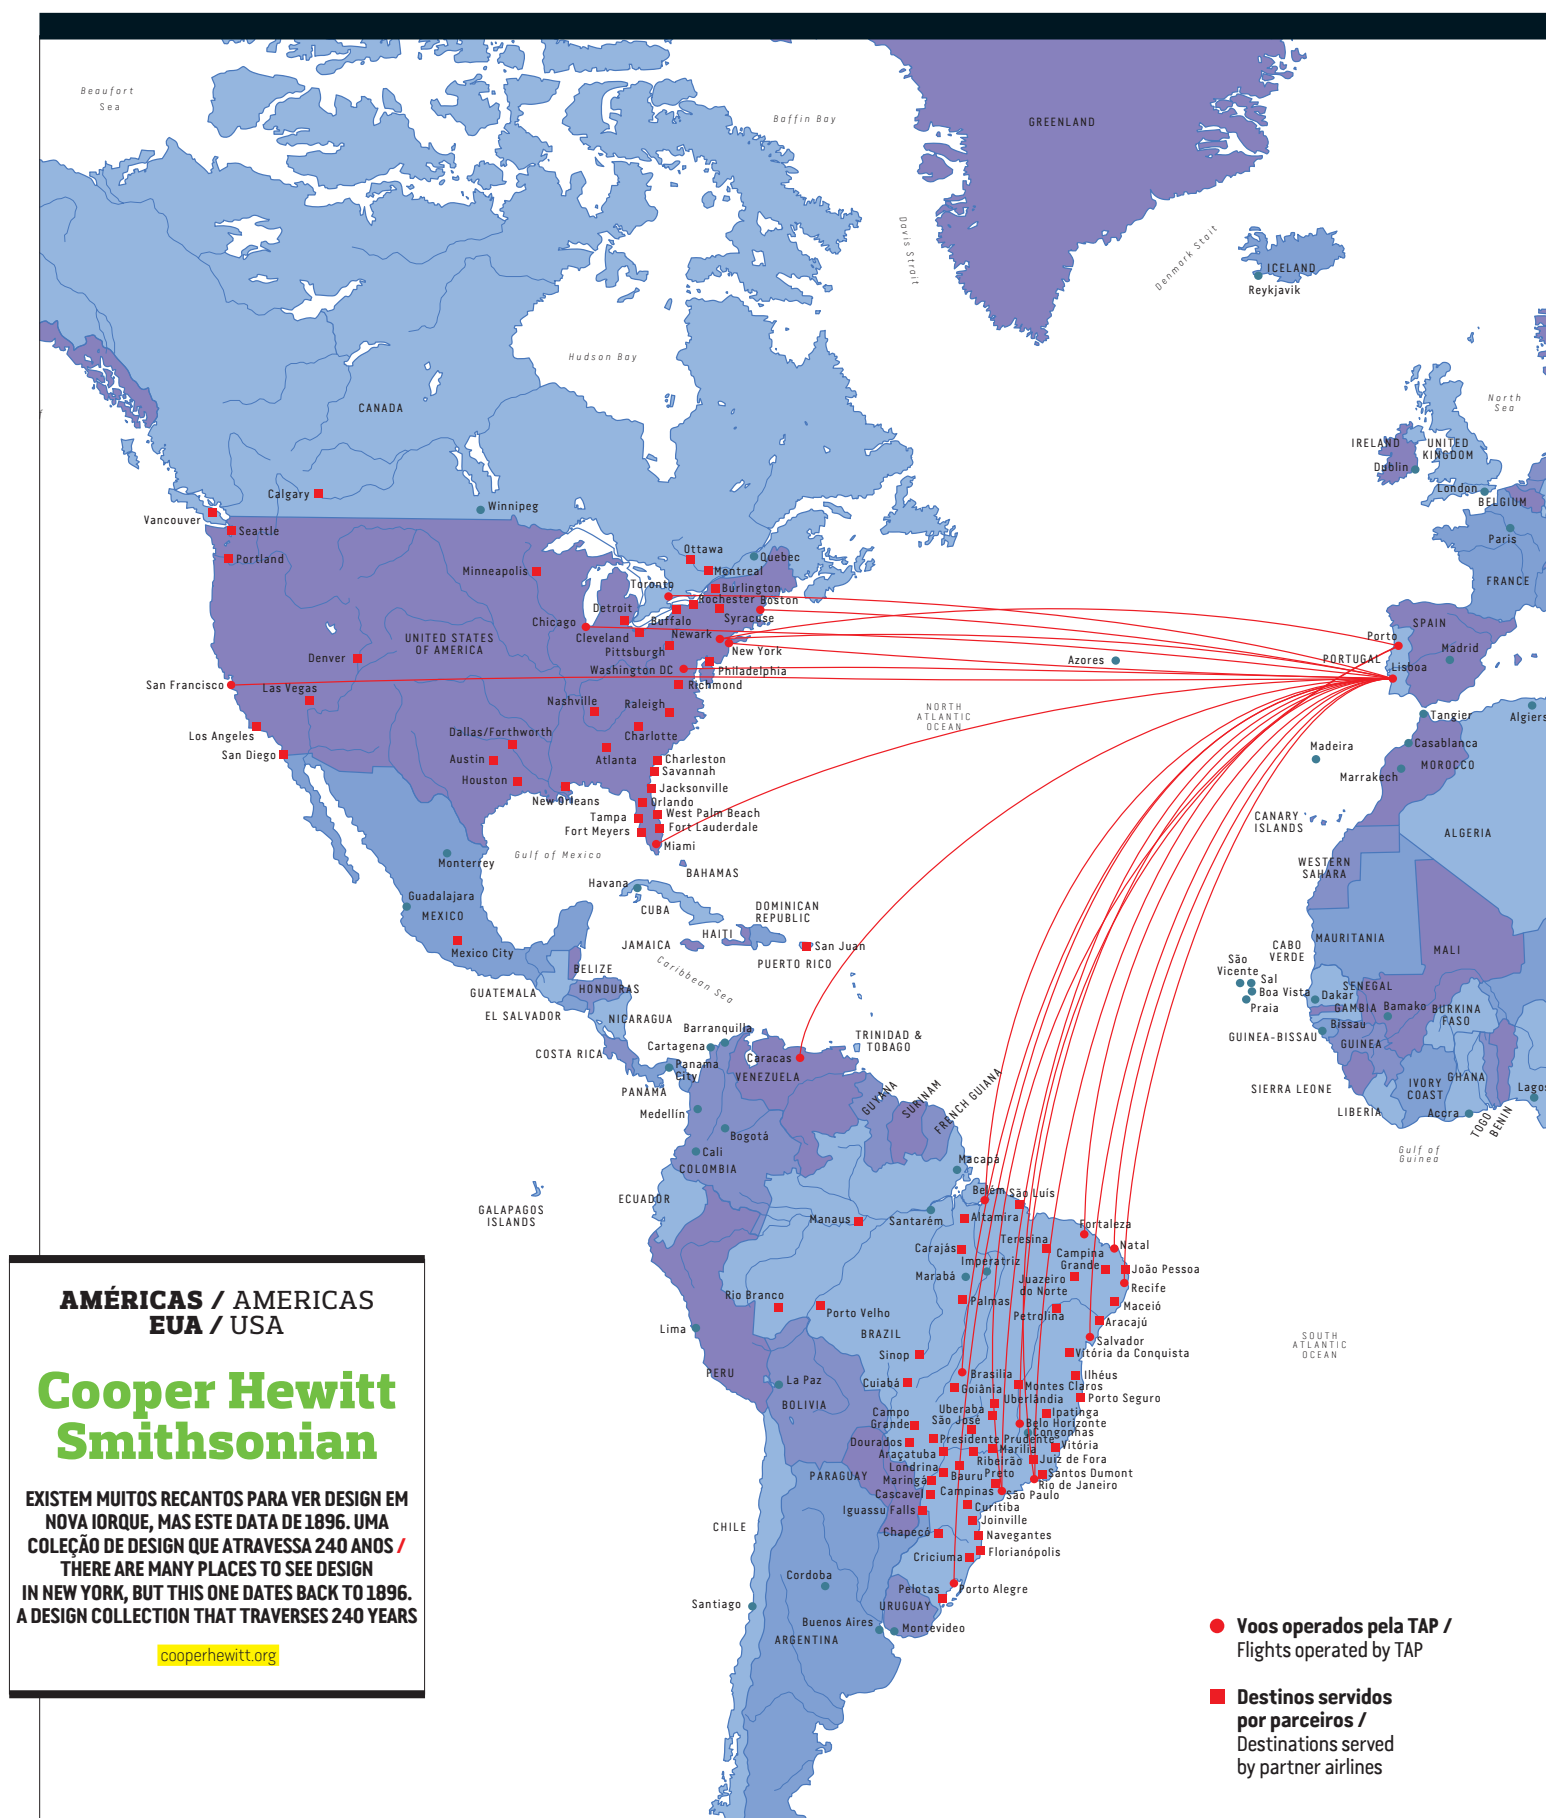 Beaufort
Sea
Baffin Bay
GREENLAND
Davis Strait
Denmark Stait
ICELAND
Reykjavik
Hudson Bay
CANADA
North
Sea
IRELAND
UNITED
KINGDOM
Dublin
London
BELGIUM
Paris
FRANCE
Calgary
Winnipeg
Vancouver
Seattle
Portland
Minneapolis
Ottawa
Quebec
Montreal
Toronto
Burlington
Rochester
Boston
Detroit
Buffalo
Syracuse
Chicago
Cleveland
Newark
Pittsburgh
New York
UNITED STATES
OF AMERICA
Denver
Washington DC
Philadelphia
San Francisco
Las Vegas
Richmond
Nashville
Raleigh
Los Angeles
Dallas/Forthworth
Charlotte
San Diego
Austin
Atlanta
Charleston
Savannah
Houston
Jacksonville
New Orleans
Orlando
Tampa
West Palm Beach
Fort Meyers
Fort Lauderdale
Miami
Porto
SPAIN
PORTUGAL
Madrid
Lisboa
Azores
NORTH
ATLANTIC
OCEAN
Tangier
Algiers
Madeira
Casablanca
MOROCCO
Marrakech
CANARY
ISLANDS
ALGERIA
WESTERN
SAHARA
Monterrey
Gulf of Mexico
BAHAMAS
Guadalajara
MEXICO
Havana
CUBA
DOMINICAN
REPUBLIC
HAITI
JAMAICA
San Juan
PUERTO RICO
Mexico City
BELIZE
Caribbean Sea
GUATEMALA
HONDURAS
EL SALVADOR
NICARAGUA
COSTA RICA
Barranquilla
Cartagena
Panama
City
PANAMÁ
Caracas
VENEZUELA
TRINIDAD &
TOBAGO
MAURITANIA
MALI
CABO
VERDE
São
Vicente
Sal
Boa Vista
Praia
SENEGAL
Dakar
GAMBIA
Bamako
BURKINA
FASO
Bissau
GUINEA-BISSAU
GUINEA
SIERRA LEONE
IVORY
COAST
GHANA
Lagos
LIBERIA
Accra
TOGO
BENIN
Gulf of
Guinea
Medellín
Bogotá
Cali
COLOMBIA
GUYANA
SURINAM
FRENCH GUIANA
ECUADOR
GALAPAGOS
ISLANDS
Macapá
Belém
São Luís
Manaus
Santarém
Altamira
Fortaleza
Carajás
Teresina
Natal
Imperatriz
Campina
Grande
João Pessoa
Marabá
Juazeiro
do Norte
Recife
Rio Branco
Porto Velho
Palmas
Petrolina
Maceió
Aracajú
Lima
BRAZIL
Salvador
Sinop
Vitória da Conquista
PERU
La Paz
Cuiabá
Brasilia
Goiânia
Montes Claros
Ilhéus
Porto Seguro
BOLIVIA
Uberlândia
Uberaba
Ipatinga
Campo
Grande
São José
Belo Horizonte
Congonhas
Dourados
Presidente Prudente
Vitória
Araçatuba
Marilia
Juiz de Fora
Londrina
Ribeirão
Preto
PARAGUAY
Maringá
Bauru
Santos Dumont
Rio de Janeiro
Cascavel
Campinas
São Paulo
Iguassu Falls
Curitiba
Joinville
CHILE
Chapecó
Navegantes
Criciuma
Florianópolis
Cordoba
Pelotas
Porto Alegre
Santiago
URUGUAY
Buenos Aires
Montevideo
ARGENTINA
SOUTH
ATLANTIC
OCEAN
AMÉRICAS / AMERICAS
EUA / USA
Cooper Hewitt
Smithsonian
EXISTEM MUITOS RECANTOS PARA VER DESIGN EM
NOVA IORQUE, MAS ESTE DATA DE 1896. UMA
COLEÇÃO DE DESIGN QUE ATRAVESSA 240 ANOS /
THERE ARE MANY PLACES TO SEE DESIGN
IN NEW YORK, BUT THIS ONE DATES BACK TO 1896.
A DESIGN COLLECTION THAT TRAVERSES 240 YEARS
cooperhewitt.org
Voos operados pela TAP /
Flights operated by TAP
Destinos servidos
por parceiros /
Destinations served
by partner airlines